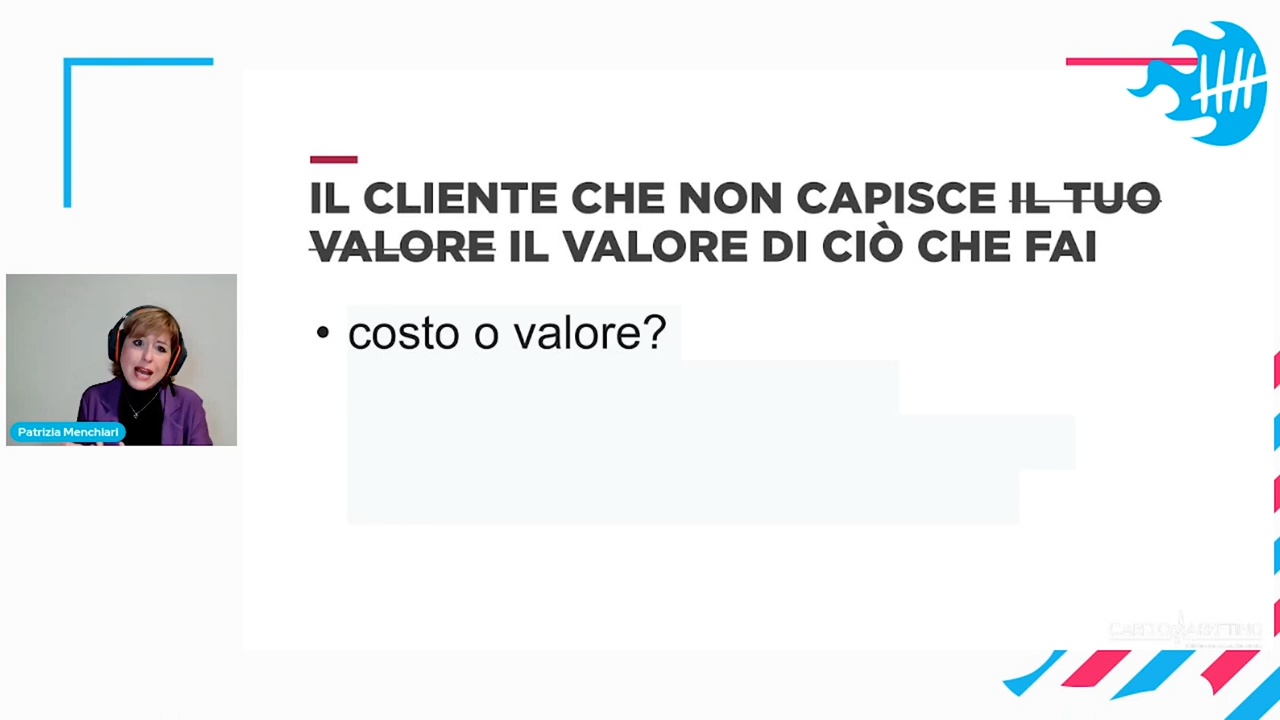 IL CLIENTE CHE NON CAPISCE IL TUO
VALORE IL VALORE DI CIÒ CHE FAI
• costo o valore?
Patrizia Menchiari